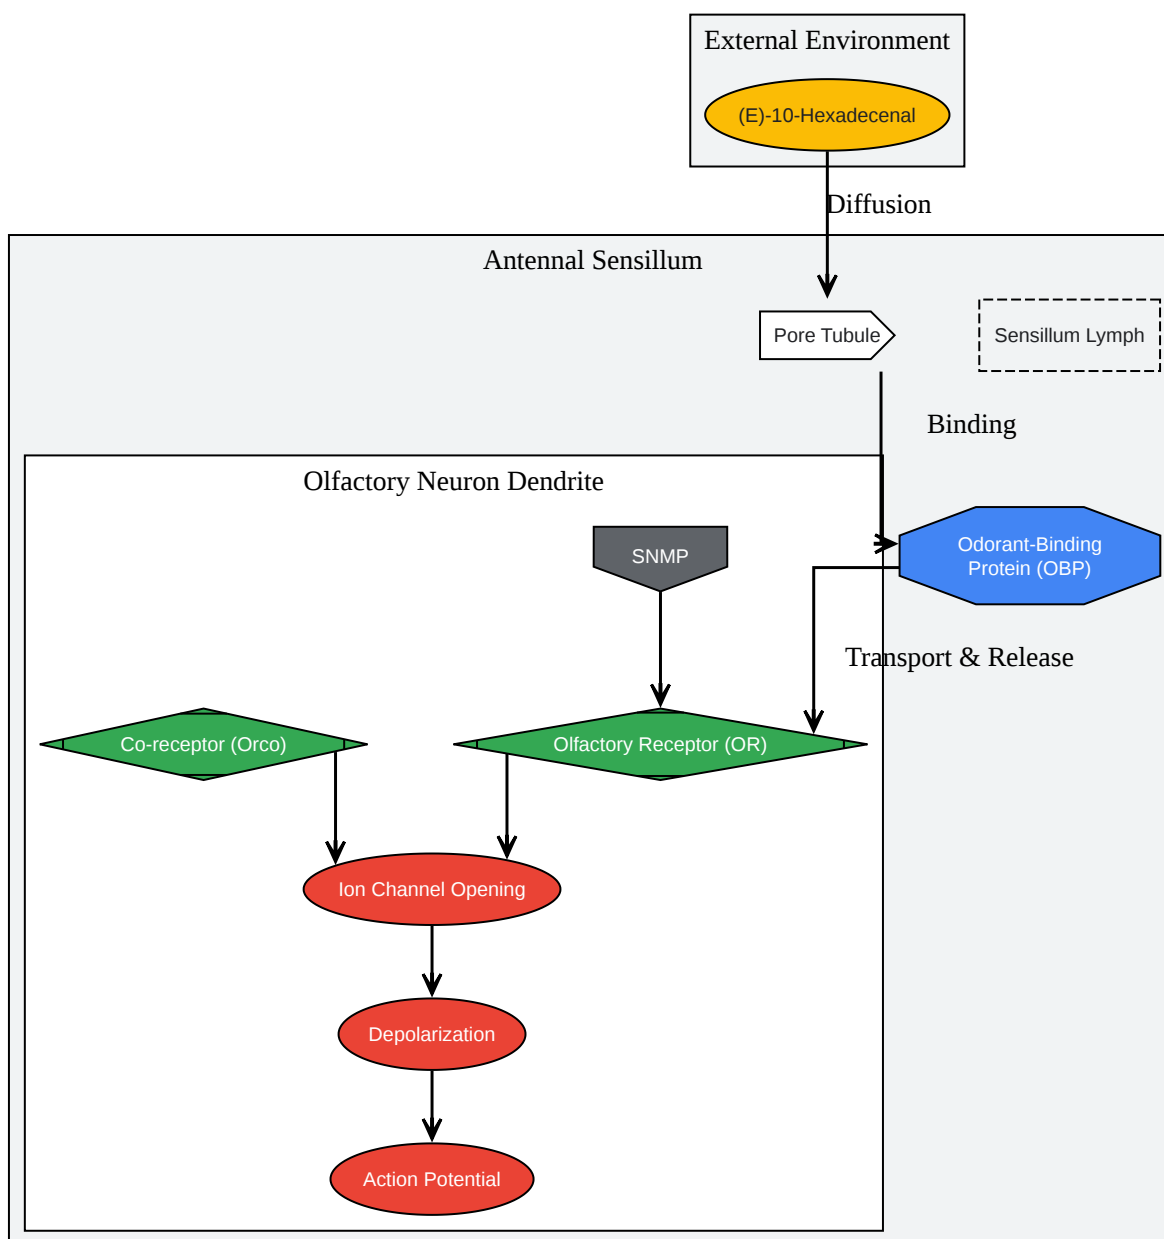 External Environment
(E)-10-Hexadecenal
Diffusion
Antennal Sensillum
Pore Tubule
Sensillum Lymph
Binding
Olfactory Neuron Dendrite
SNMP
Odorant-Binding
Protein (OBP)
Transport & Release
Co-receptor (Orco)
Olfactory Receptor (OR)
Ion Channel Opening
Depolarization
Action Potential